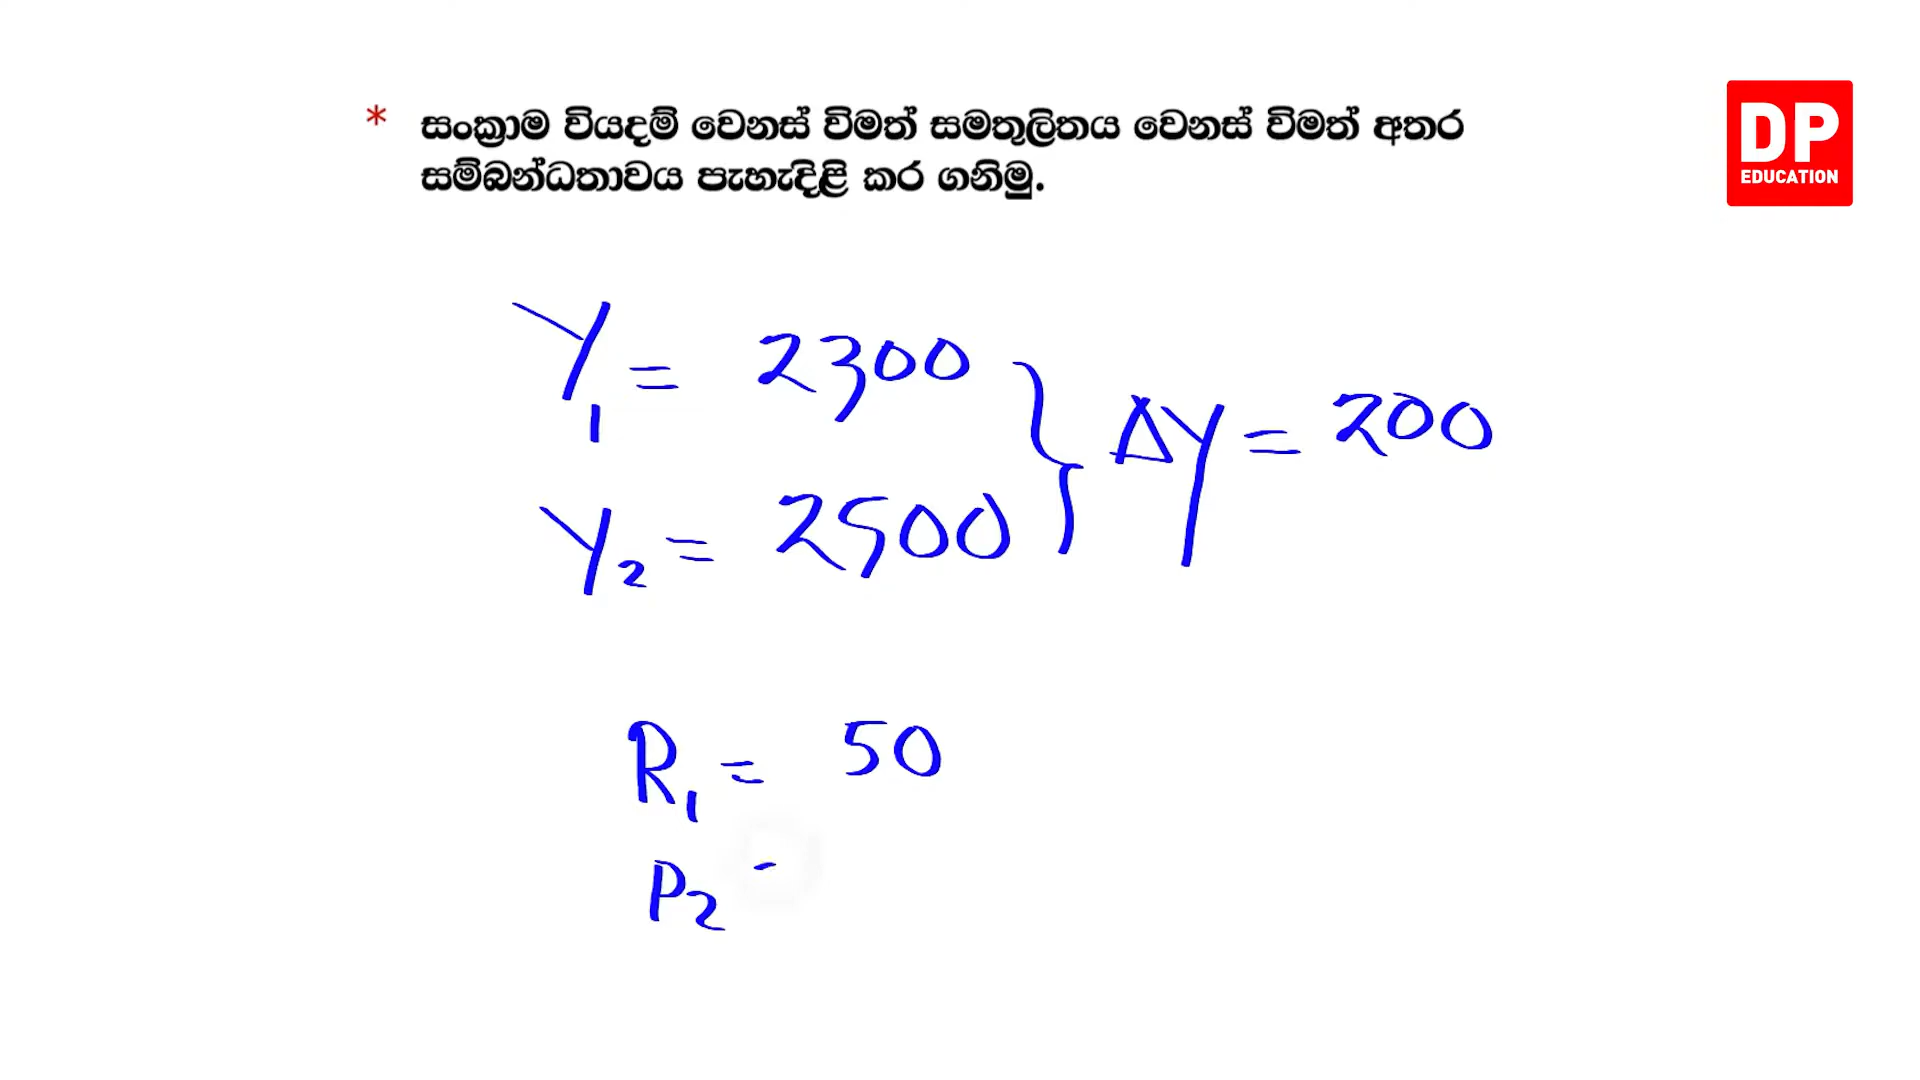 * සංක්‍රාම වියදම් වෙනස් වීමත් සමතුලිතය වෙනස් වීමත් අතර
සම්බන්ධතාවය පැහැදිළි කර ගනිමු.
DP
EDUCATION
Y1 = 2300
Y2 = 2500
ΔY = 200
R1 = 50
P2 -